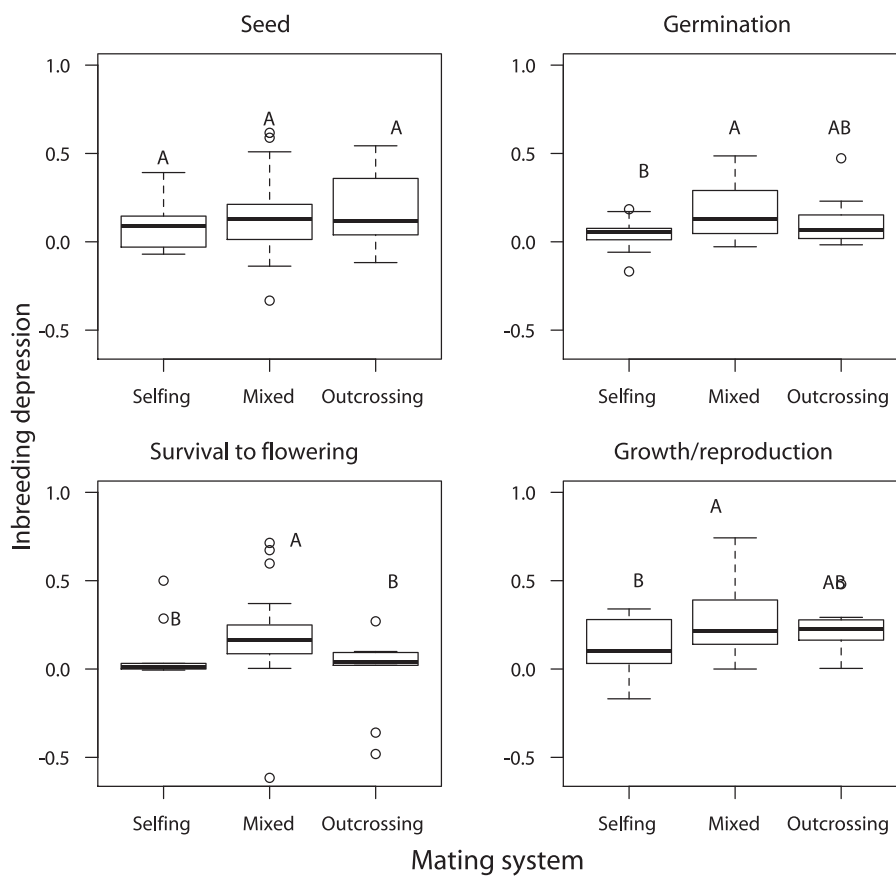 Seed
1.0
0.5
0.0
-0.5
A
A
A
Selfing Mixed Outcrossing
Germination
1.0
0.5
0.0
-0.5
B
A
AB
Selfing Mixed Outcrossing
Inbreeding depression
Survival to flowering
1.0
0.5
0.0
-0.5
B
A
B
Selfing Mixed Outcrossing
Growth/reproduction
1.0
0.5
0.0
-0.5
B
A
AB
Selfing Mixed Outcrossing
Mating system